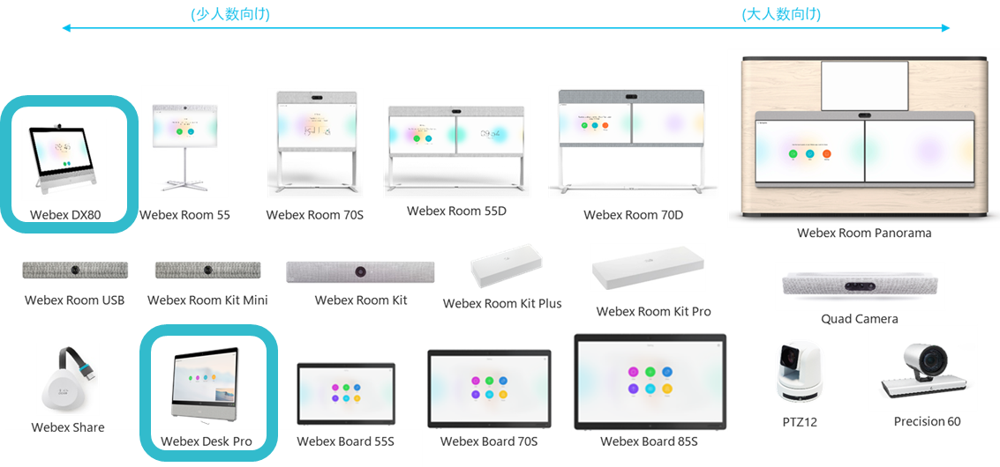 (少人数向け)
(大人数向け)
Webex DX80
Webex Room 55
Webex Room 70S
Webex Room 55D
Webex Room 70D
Webex Room Panorama
Webex Room USB
Webex Room Kit Mini
Webex Room Kit
Webex Room Kit Plus
Webex Room Kit Pro
Quad Camera
Webex Share
Webex Desk Pro
Webex Board 55S
Webex Board 70S
Webex Board 85S
PTZ12
Precision 60